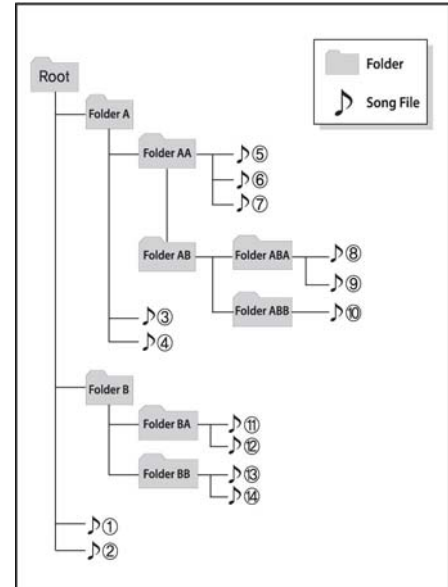 Root
Folder
Song File
Folder A
Folder AA
⑤
⑥
⑦
Folder AB
Folder ABA
⑧
⑨
Folder ABB
⑩
③
④
Folder B
Folder BA
⑪
⑫
Folder BB
⑬
⑭
①
②